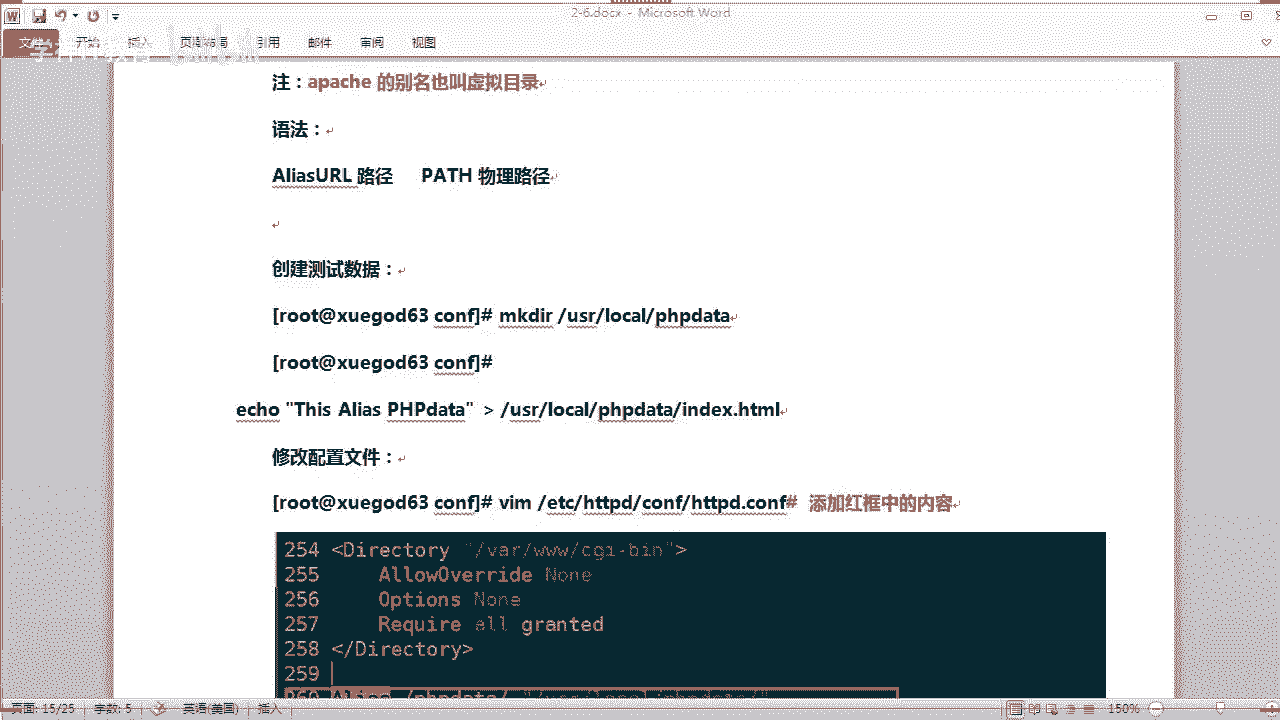 2-6.docx - Microsoft Word
文件 开始 插入 页面布局 引用 邮件 审阅 视图
注：apache 的别名也叫虚拟目录
语法：
AliasURL 路径 PATH 物理路径
创建测试数据：
[root@xuegod63 conf]# mkdir /usr/local/phpdata
[root@xuegod63 conf]#
echo "This Alias PHPdata" > /usr/local/phpdata/index.html
修改配置文件：
[root@xuegod63 conf]# vim /etc/httpd/conf/httpd.conf# 添加红框中的内容
254 <Directory "/var/www/cgi-bin">
255 AllowOverride None
256 Options None
257 Require all granted
258 </Directory>
259
260 Alias /phpdata/ "/usr/local/phpdata/"
页面: 15/25 字数: 5 英语(美国) 插入 150%